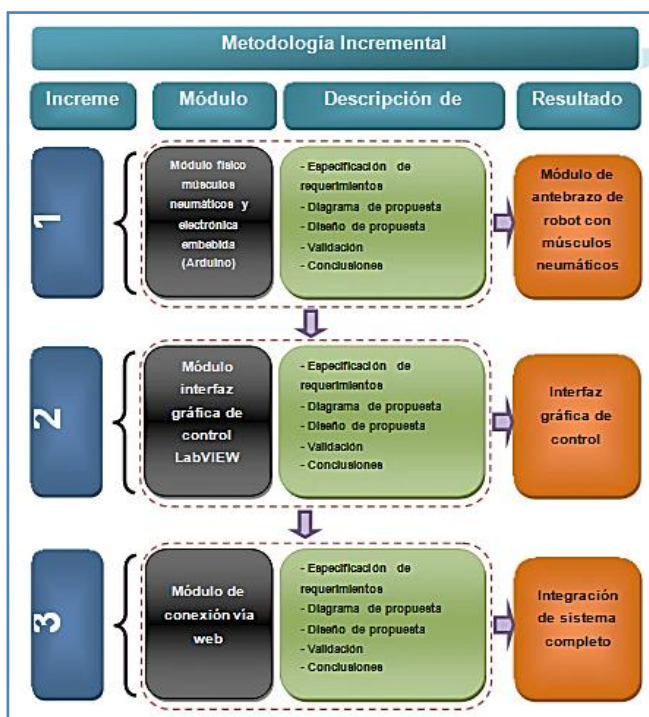 Metodología Incremental
Increme
Módulo
Descripción de
Resultado
1
Módulo físico
músculos
neumáticos y
electrónica
embebida
(Arduino)
- Especificación de
requerimientos
- Diagrama de propuesta
- Diseño de propuesta
- Validación
- Conclusiones
Módulo de
antebrazo de
robot con
músculos
neumáticos
2
Módulo
interfaz
gráfica de
control
LabVIEW
- Especificación de
requerimientos
- Diagrama de propuesta
- Diseño de propuesta
- Validación
- Conclusiones
Interfaz
gráfica de
control
3
Módulo de
conexión vía
web
- Especificación de
requerimientos
- Diagrama de propuesta
- Diseño de propuesta
- Validación
- Conclusiones
Integración
de sistema
completo